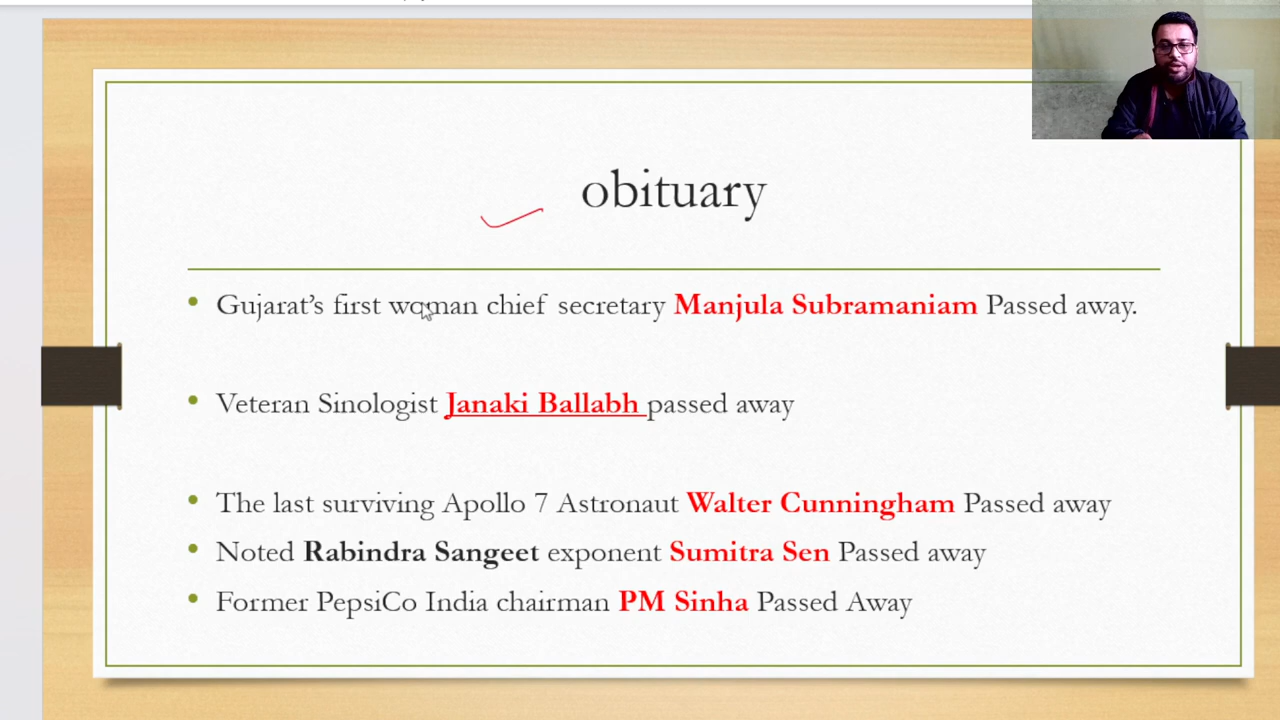 obituary
Gujarat’s first woman chief secretary Manjula Subramaniam Passed away.
Veteran Sinologist Janaki Ballabh passed away
The last surviving Apollo 7 Astronaut Walter Cunningham Passed away
Noted Rabindra Sangeet exponent Sumitra Sen Passed away
Former PepsiCo India chairman PM Sinha Passed Away